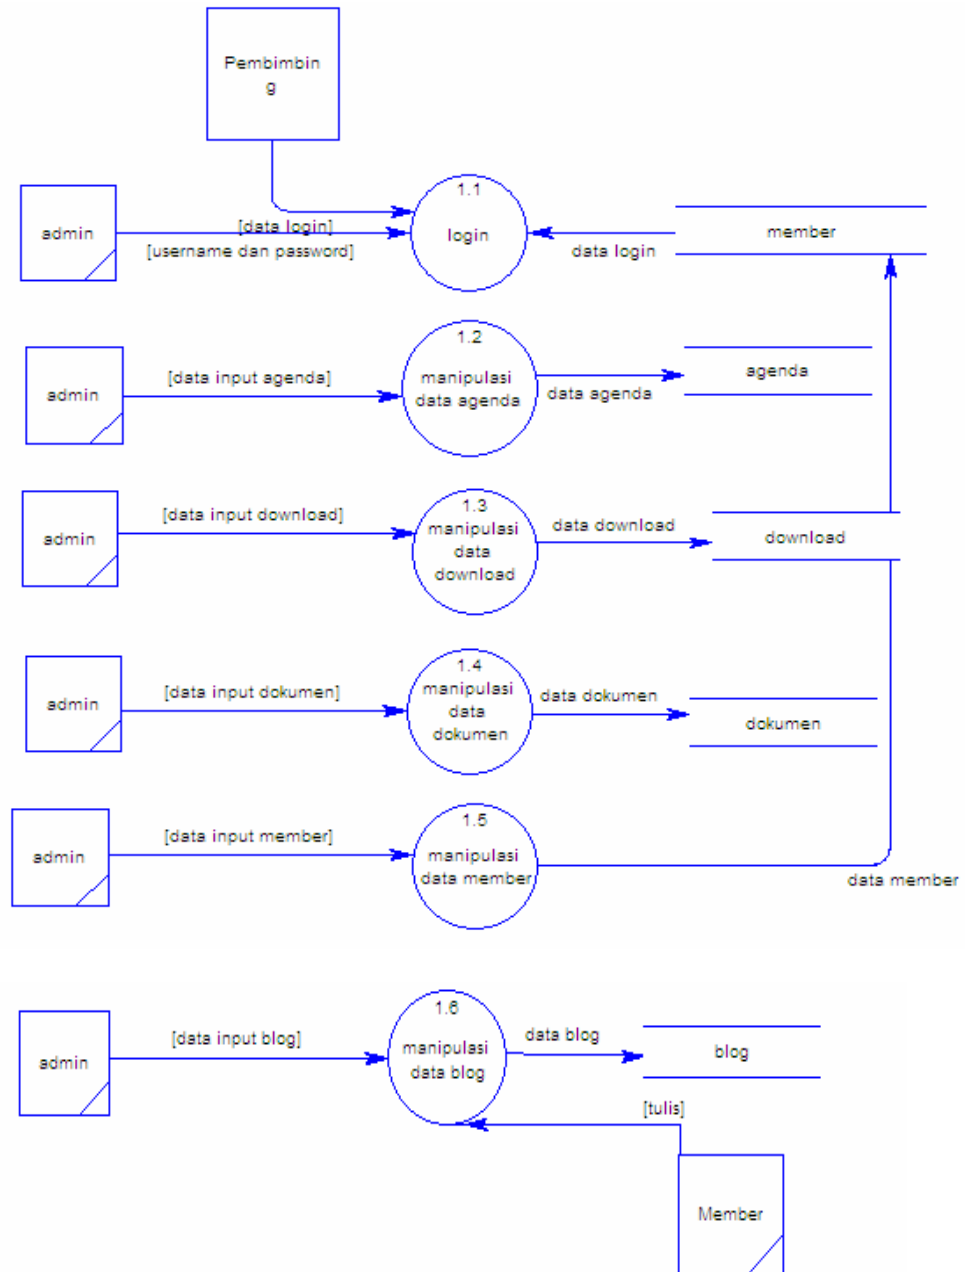 Pembimbin
g
admin
[data login]
[username dan password]
1.1
login
data login
member
admin
[data input agenda]
1.2
manipulasi
data agenda
data agenda
agenda
admin
[data input download]
1.3
manipulasi
data
download
data download
download
admin
[data input dokumen]
1.4
manipulasi
data
dokumen
data dokumen
dokumen
admin
[data input member]
1.5
manipulasi
data member
data member
admin
[data input blog]
1.6
manipulasi
data blog
data blog
blog
[tulis]
Member